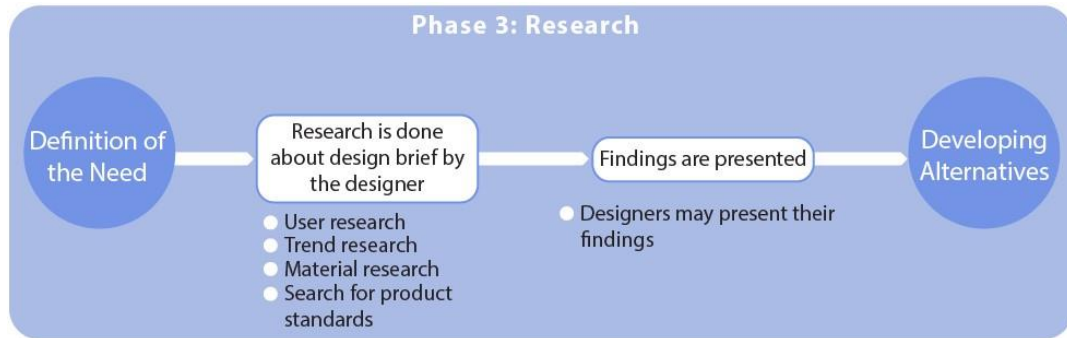 Phase 3: Research
Definition of
the Need
Research is done
about design brief by
the designer
User research
Trend research
Material research
Search for product
standards
Findings are presented
Designers may present their
findings
Developing
Alternatives